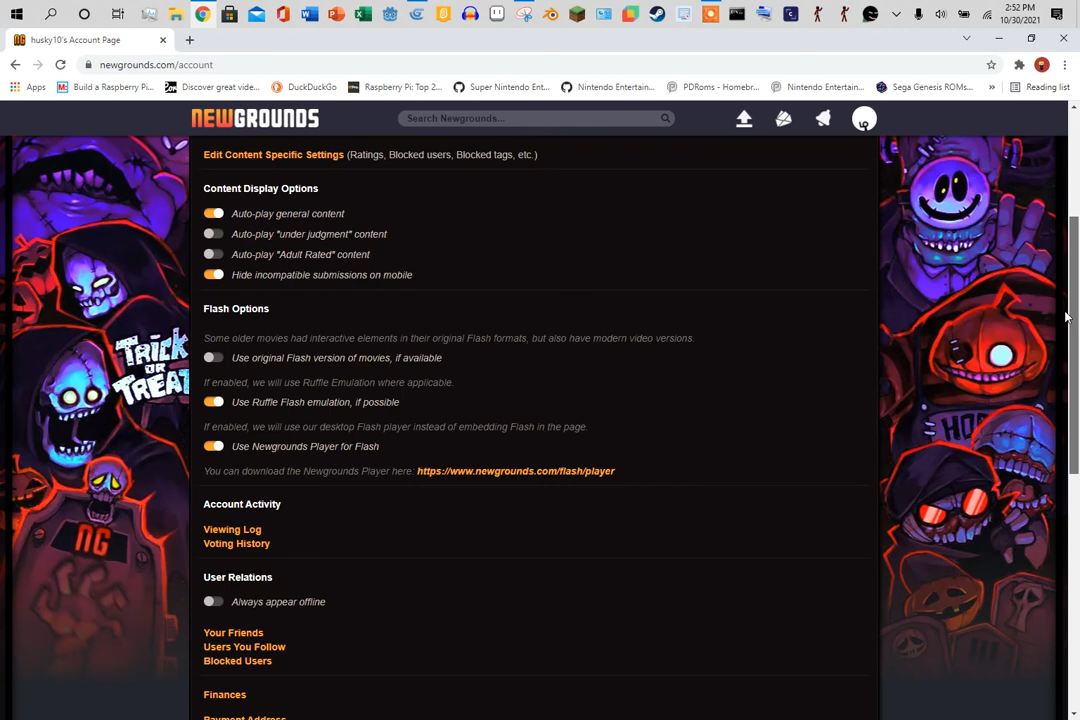 2:52 PM
10/30/2021
husky10's Account Page
newgrounds.com/account
Apps Build a Raspberry Pi... Discover great vide... DuckDuckGo Raspberry Pi: Top 2... Super Nintendo Ent... Nintendo Entertain... PDRoms - Homebr... Nintendo Entertain... Sega Genesis ROMs... » Reading list
NEWGROUNDS
Search Newgrounds...
Edit Content Specific Settings (Ratings, Blocked users, Blocked tags, etc.)
Content Display Options
Auto-play general content
Auto-play "under judgment" content
Auto-play "Adult Rated" content
Hide incompatible submissions on mobile
Flash Options
Some older movies had interactive elements in their original Flash formats, but also have modern video versions.
Use original Flash version of movies, if available
If enabled, we will use Ruffle Emulation where applicable.
Use Ruffle Flash emulation, if possible
If enabled, we will use our desktop Flash player instead of embedding Flash in the page.
Use Newgrounds Player for Flash
You can download the Newgrounds Player here: https://www.newgrounds.com/flash/player
Account Activity
Viewing Log
Voting History
User Relations
Always appear offline
Your Friends
Users You Follow
Blocked Users
Finances
Payment Address
TRICK
OR
TREAT
NG